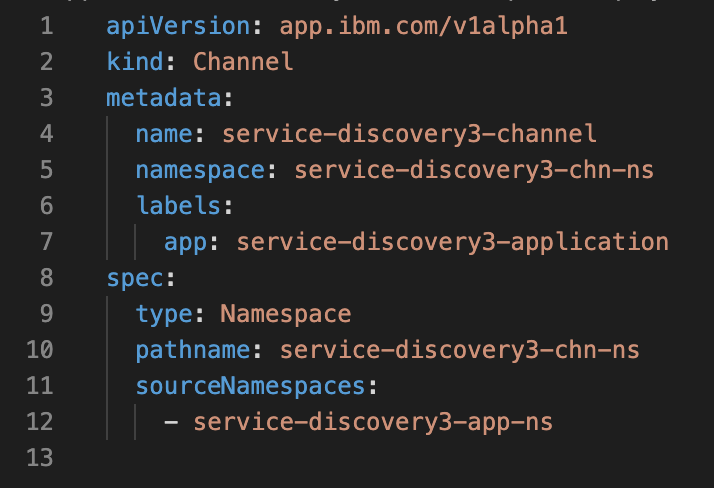 1 apiVersion: app.ibm.com/v1alpha1
2 kind: Channel
3 metadata:
4 name: service-discovery3-channel
5 namespace: service-discovery3-chn-ns
6 labels:
7 app: service-discovery3-application
8 spec:
9 type: Namespace
10 pathname: service-discovery3-chn-ns
11 sourceNamespaces:
12 - service-discovery3-app-ns
13